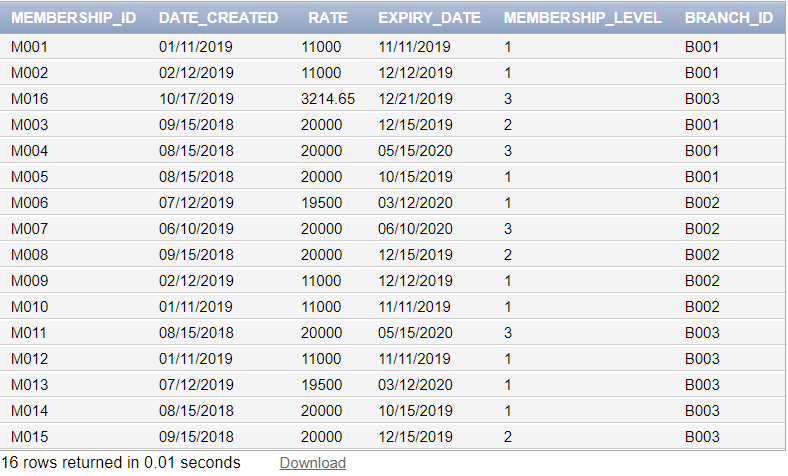 MEMBERSHIP_ID DATE_CREATED RATE EXPIRY_DATE MEMBERSHIP_LEVEL BRANCH_ID
M001 01/11/2019 11000 11/11/2019 1 B001
M002 02/12/2019 11000 12/12/2019 1 B001
M016 10/17/2019 3214.65 12/21/2019 3 B003
M003 09/15/2018 20000 12/15/2019 2 B001
M004 08/15/2018 20000 05/15/2020 3 B001
M005 08/15/2018 20000 10/15/2019 1 B001
M006 07/12/2019 19500 03/12/2020 1 B002
M007 06/10/2019 20000 06/10/2020 3 B002
M008 09/15/2018 20000 12/15/2019 2 B002
M009 02/12/2019 11000 12/12/2019 1 B002
M010 01/11/2019 11000 11/11/2019 1 B002
M011 08/15/2018 20000 05/15/2020 3 B003
M012 01/11/2019 11000 11/11/2019 1 B003
M013 07/12/2019 19500 03/12/2020 1 B003
M014 08/15/2018 20000 10/15/2019 1 B003
M015 09/15/2018 20000 12/15/2019 2 B003
16 rows returned in 0.01 seconds Download